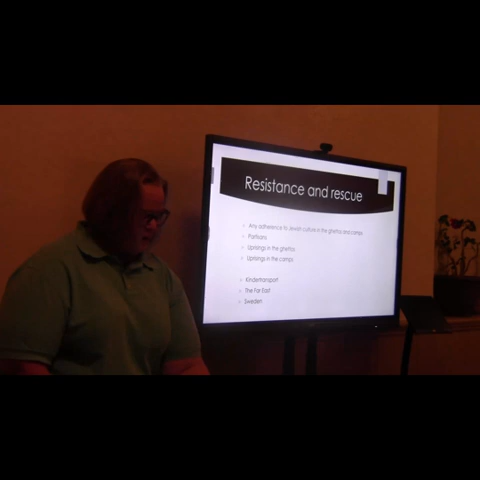 Resistance and rescue
Any adherence to Jewish culture in the ghettos and camps
Partisans
Uprisings in the ghettos
Uprisings in the camps
Kindertransport
The Far East
Sweden